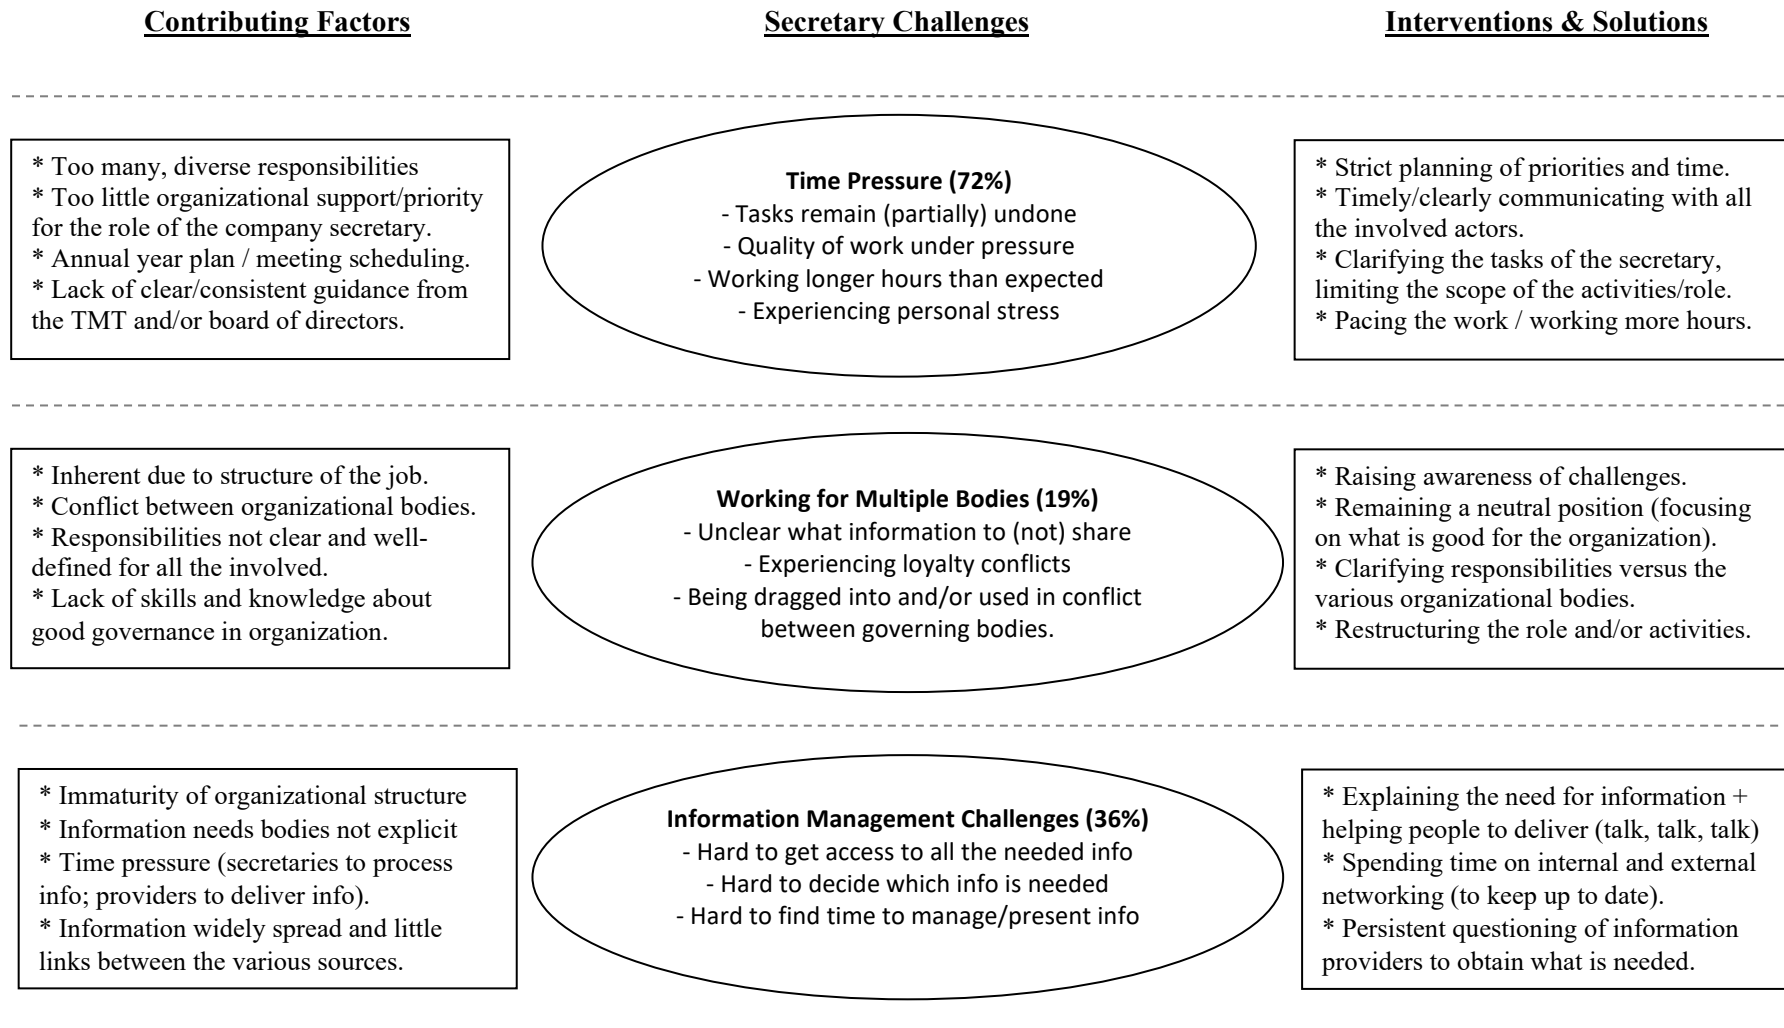 Contributing Factors
Secretary Challenges
Interventions & Solutions
* Too many, diverse responsibilities
* Too little organizational support/priority
for the role of the company secretary.
* Annual year plan / meeting scheduling.
* Lack of clear/consistent guidance from
the TMT and/or board of directors.
Time Pressure (72%)
- Tasks remain (partially) undone
- Quality of work under pressure
- Working longer hours than expected
- Experiencing personal stress
* Strict planning of priorities and time.
* Timely/clearly communicating with all
the involved actors.
* Clarifying the tasks of the secretary,
limiting the scope of the activities/role.
* Pacing the work / working more hours.
* Inherent due to structure of the job.
* Conflict between organizational bodies.
* Responsibilities not clear and well-
defined for all the involved.
* Lack of skills and knowledge about
good governance in organization.
Working for Multiple Bodies (19%)
- Unclear what information to (not) share
- Experiencing loyalty conflicts
- Being dragged into and/or used in conflict
between governing bodies.
* Raising awareness of challenges.
* Remaining a neutral position (focusing
on what is good for the organization).
* Clarifying responsibilities versus the
various organizational bodies.
* Restructuring the role and/or activities.
* Immaturity of organizational structure
* Information needs bodies not explicit
* Time pressure (secretaries to process
info; providers to deliver info).
* Information widely spread and little
links between the various sources.
Information Management Challenges (36%)
- Hard to get access to all the needed info
- Hard to decide which info is needed
- Hard to find time to manage/present info
* Explaining the need for information +
helping people to deliver (talk, talk, talk)
* Spending time on internal and external
networking (to keep up to date).
* Persistent questioning of information
providers to obtain what is needed.